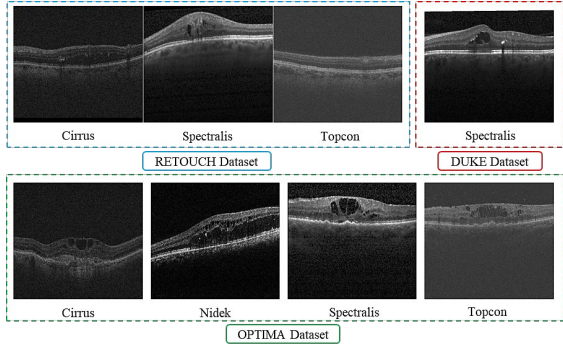 Cirrus
Spectralis
Topcon
Spectralis
RETOUCH Dataset
DUKE Dataset
Cirrus
Nidek
Spectralis
Topcon
OPTIMA Dataset